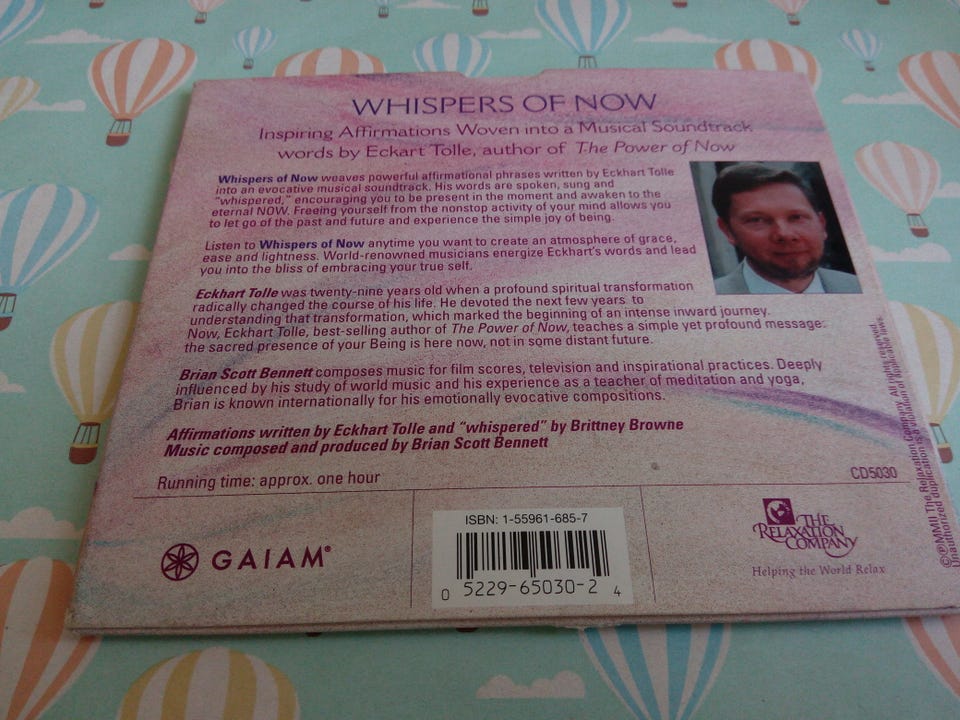 WHISPERS OF NOW
Inspiring Affirmations Woven into a Musical Soundtrack
words by Eckart Tolle, author of The Power of Now
Whispers of Now weaves powerful affirmational phrases written by Eckhart Tolle
into an evocative musical soundtrack. His words are spoken, sung and
"whispered," encouraging you to be present in the moment and awaken to the
eternal NOW. Freeing yourself from the nonstop activity of your mind allows you
to let go of the past and future and experience the simple joy of being.
Listen to Whispers of Now anytime you want to create an atmosphere of grace,
ease and lightness. World-renowned musicians energize Eckhart's words and lead
you into the bliss of embracing your true self.
Eckhart Tolle was twenty-nine years old when a profound spiritual transformation
radically changed the course of his life. He devoted the next few years to
understanding that transformation, which marked the beginning of an intense inward journey.
Now, Eckhart Tolle, best-selling author of The Power of Now, teaches a simple yet profound message:
the sacred presence of your Being is here now, not in some distant future.
Brian Scott Bennett composes music for film scores, television and inspirational practices. Deeply
influenced by his study of world music and his experience as a teacher of meditation and yoga,
Brian is known internationally for his emotionally evocative compositions.
Affirmations written by Eckhart Tolle and "whispered" by Brittney Browne
Music composed and produced by Brian Scott Bennett
Running time: approx. one hour
CD5030
GAIAM®
ISBN: 1-55961-685-7
0 5229-65030-2 4
THE
RELAXATION
COMPANY
Helping the World Relax
©℗MMII The Relaxation Company. All rights reserved.
Unauthorized duplication is a violation of applicable laws.